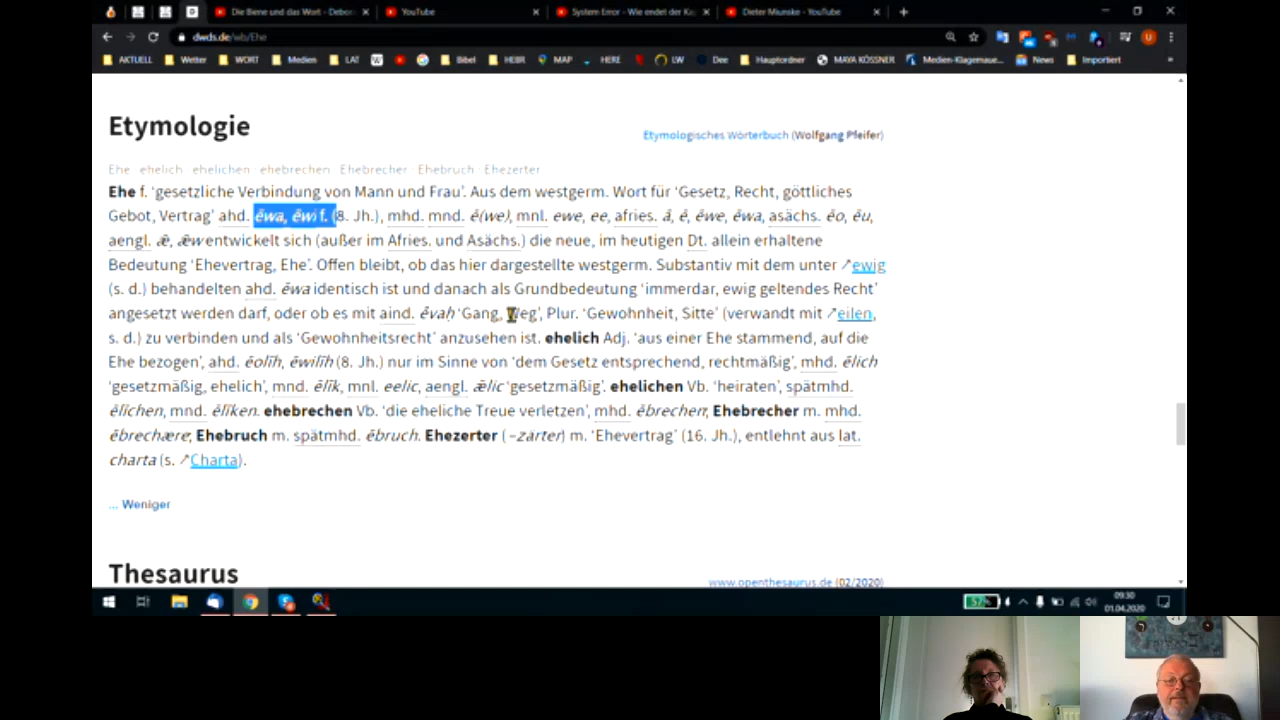 Die Biene und das Wort - Debor
YouTube
System Error - Wie endet der Ka
Dieter Miunske - YouTube
dwds.de/wb/Ehe
AKTUELL Wetter WORT Medien LAT Bibel HEBR MAP HERE LW Dee Hauptordner MAYA KÖSSNER Medien-Klagemaue... News Importiert
Etymologie
Etymologisches Wörterbuch (Wolfgang Pfeifer)
Ehe · ehelich · ehelichen · ehebrechen · Ehebrecher · Ehebruch · Ehezerter
Ehe f. ‘gesetzliche Verbindung von Mann und Frau’. Aus dem westgerm. Wort für ‘Gesetz, Recht, göttliches
Gebot, Vertrag’ ahd. ēwa, ēwi f. (8. Jh.), mhd. mnd. ē(we), mnl. ewe, ee, afries. ā, ē, ēwe, ēwa, asächs. ēo, ēu,
aengl. ǣ, ǣw entwickelt sich (außer im Afries. und Asächs.) die neue, im heutigen Dt. allein erhaltene
Bedeutung ‘Ehevertrag, Ehe’. Offen bleibt, ob das hier dargestellte westgerm. Substantiv mit dem unter ↗ewig
(s. d.) behandelten ahd. ēwa identisch ist und danach als Grundbedeutung ‘immerdar, ewig geltendes Recht’
angesetzt werden darf, oder ob es mit aind. ēvaḥ ‘Gang, Weg’, Plur. ‘Gewohnheit, Sitte’ (verwandt mit ↗eilen,
s. d.) zu verbinden und als ‘Gewohnheitsrecht’ anzusehen ist. ehelich Adj. ‘aus einer Ehe stammend, auf die
Ehe bezogen’, ahd. ēolīh, ēwilīh (8. Jh.) nur im Sinne von ‘dem Gesetz entsprechend, rechtmäßig’, mhd. ēlich
‘gesetzmäßig, ehelich’, mnd. ēlīk, mnl. eelic, aengl. ǣlic ‘gesetzmäßig’. ehelichen Vb. ‘heiraten’, spätmhd.
ēlīchen, mnd. ēlīken. ehebrechen Vb. ‘die eheliche Treue verletzen’, mhd. ēbrechen; Ehebrecher m. mhd.
ēbrechære; Ehebruch m. spätmhd. ēbruch. Ehezerter (-zärter) m. ‘Ehevertrag’ (16. Jh.), entlehnt aus lat.
charta (s. ↗Charta).
... Weniger
Thesaurus
www.openthesaurus.de (02/2020)
57%
09:30
01.04.2020